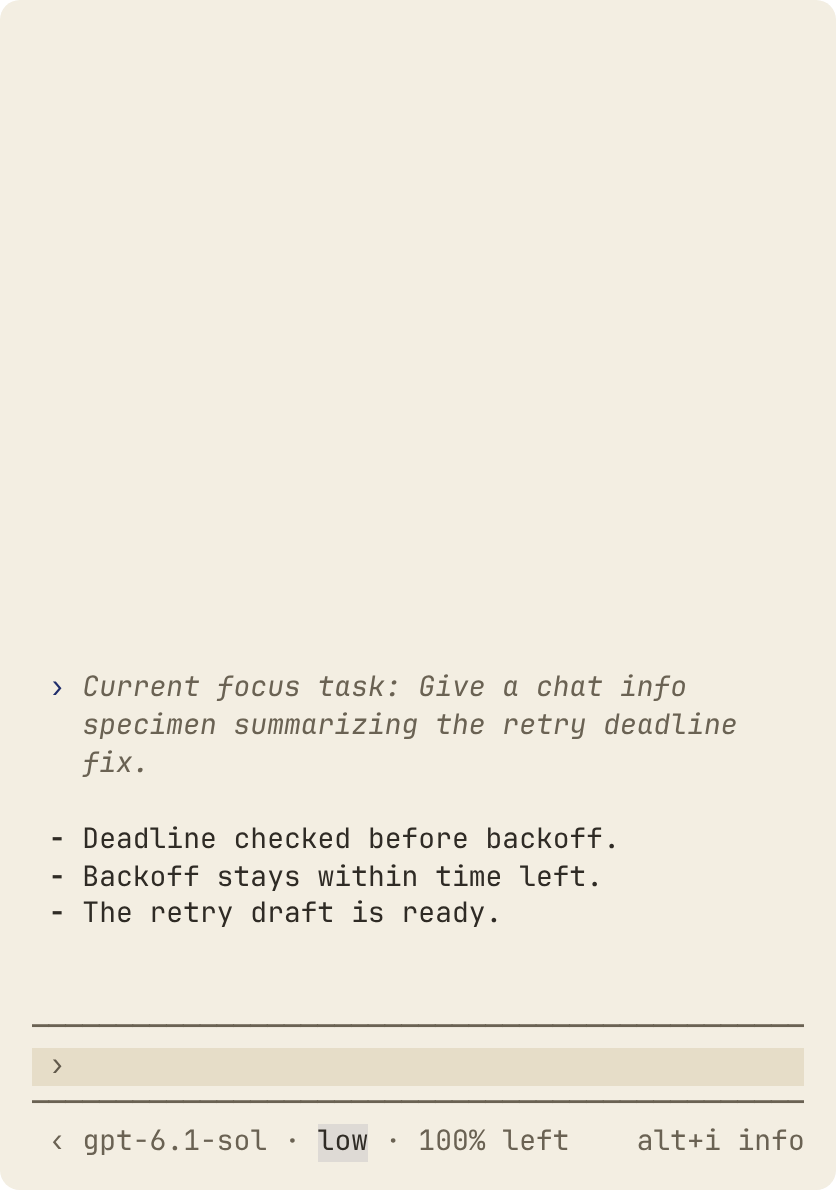 › Current focus task: Give a chat info
specimen summarizing the retry deadline
fix.
- Deadline checked before backoff.
- Backoff stays within time left.
- The retry draft is ready.
›
‹ gpt-6.1-sol · low · 100% left alt+i info